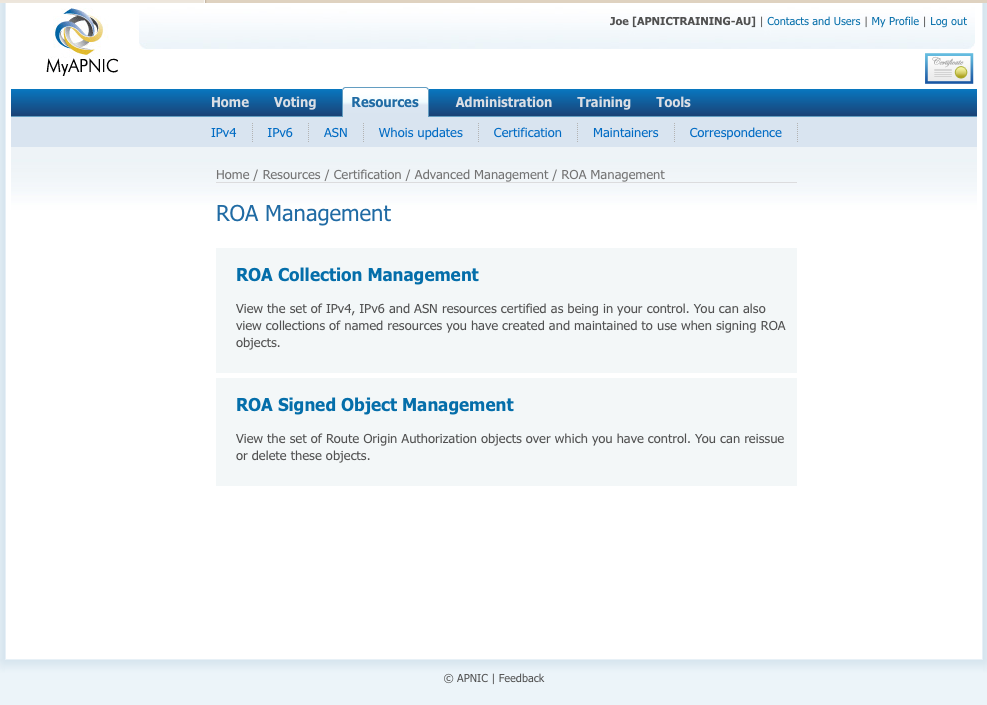 Joe [APNICTRAINING-AU] | Contacts and Users | My Profile | Log out
MyAPNIC
Certificate
Home Voting Resources Administration Training Tools
IPv4 IPv6 ASN Whois updates Certification Maintainers Correspondence
Home / Resources / Certification / Advanced Management / ROA Management
ROA Management
ROA Collection Management
View the set of IPv4, IPv6 and ASN resources certified as being in your control. You can also
view collections of named resources you have created and maintained to use when signing ROA
objects.
ROA Signed Object Management
View the set of Route Origin Authorization objects over which you have control. You can reissue
or delete these objects.
© APNIC | Feedback